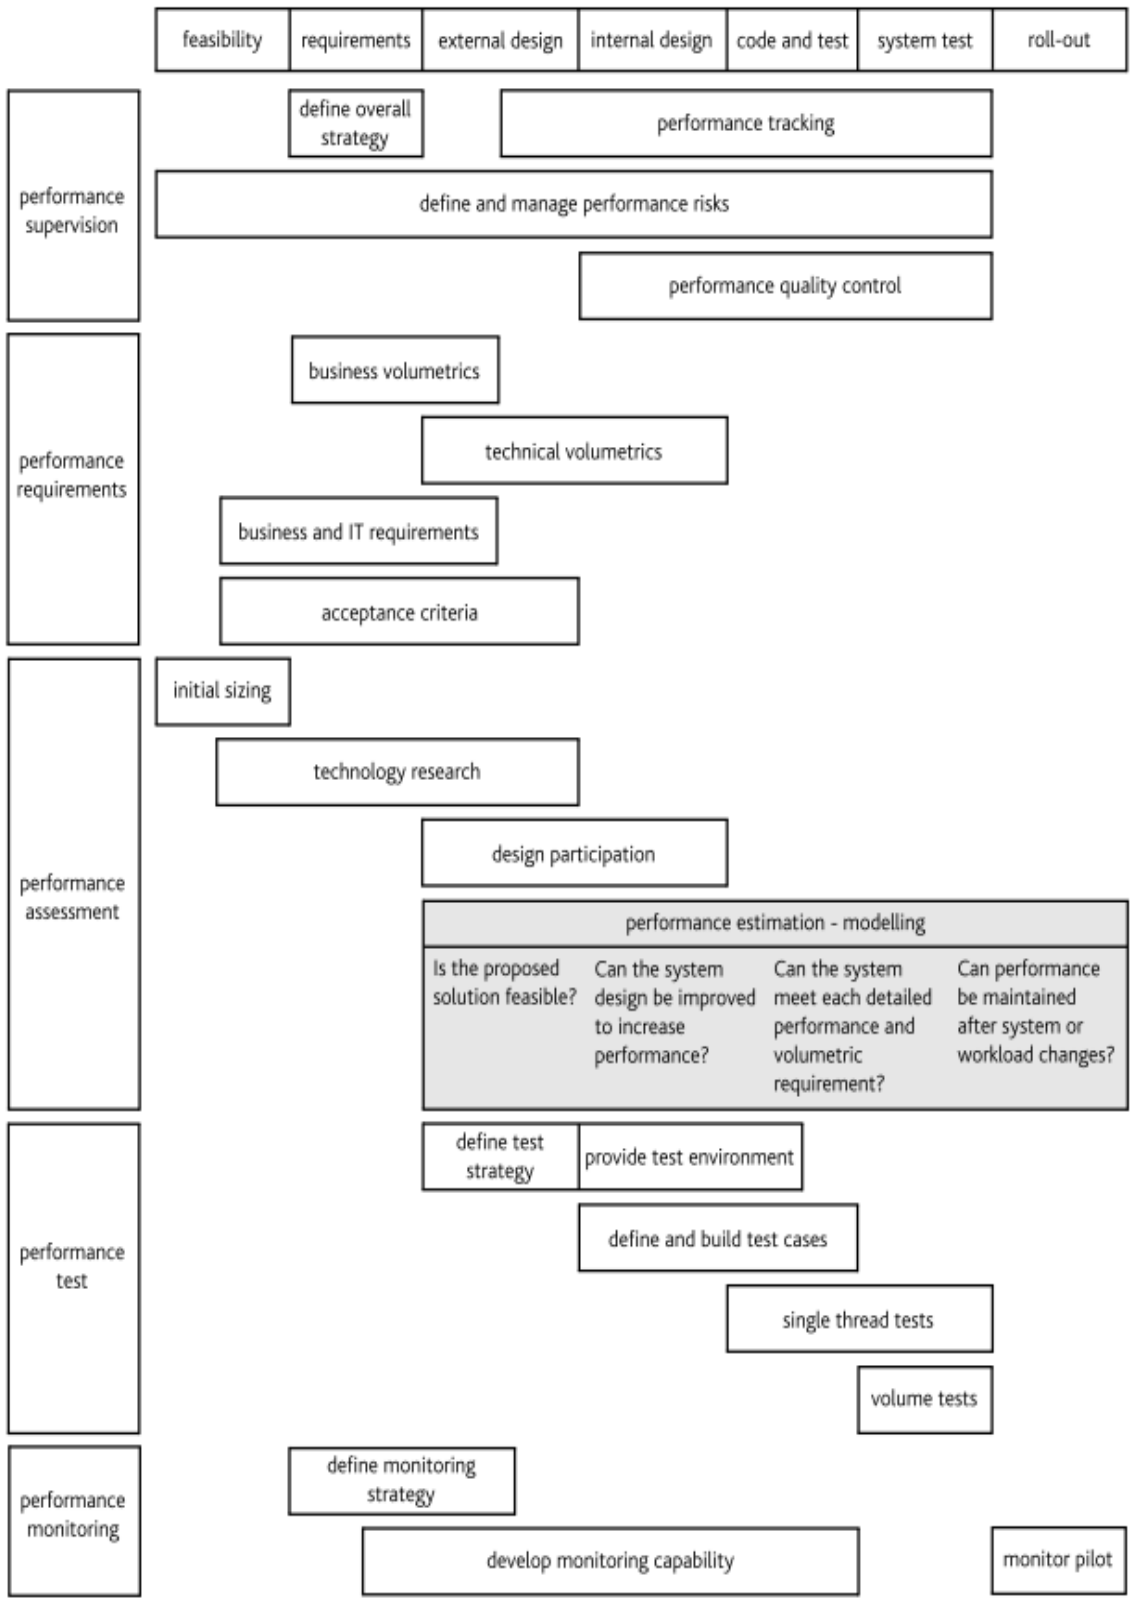 feasibility
requirements
external design
internal design
code and test
system test
roll-out
performance
supervision
define overall
strategy
performance tracking
define and manage performance risks
performance quality control
performance
requirements
business volumetrics
technical volumetrics
business and IT requirements
acceptance criteria
performance
assessment
initial sizing
technology research
design participation
performance estimation - modelling
Is the proposed
solution feasible?
Can the system
design be improved
to increase
performance?
Can the system
meet each detailed
performance and
volumetric
requirement?
Can performance
be maintained
after system or
workload changes?
performance
test
define test
strategy
provide test environment
define and build test cases
single thread tests
volume tests
performance
monitoring
define monitoring
strategy
develop monitoring capability
monitor pilot